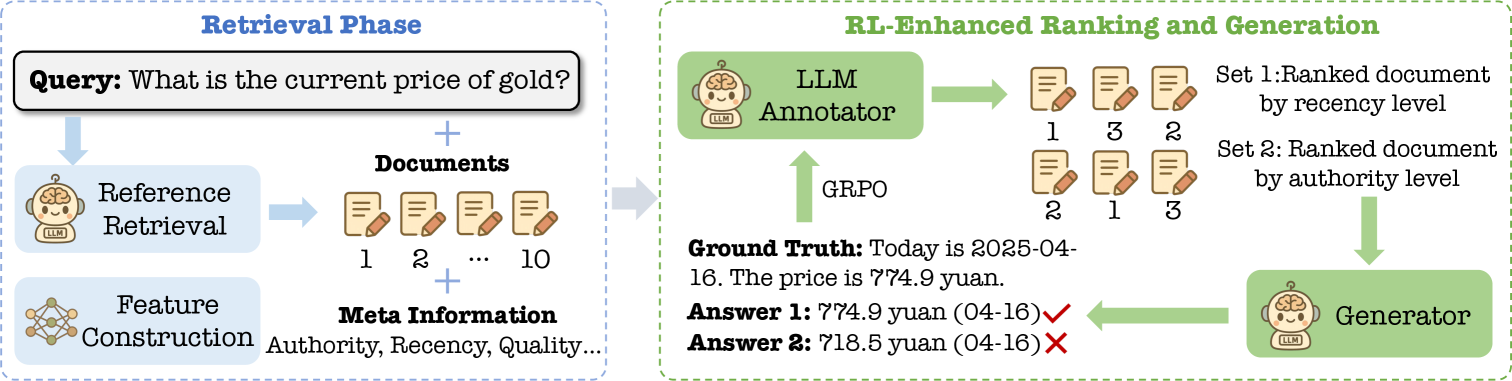 Retrieval Phase
Query: What is the current price of gold?
LLM
Reference
Retrieval
Feature
Construction
+
Documents
1 2 ... 10
+
Meta Information
Authority, Recency, Quality...
RL-Enhanced Ranking and Generation
LLM
LLM
Annotator
1 3 2
Set 1:Ranked document
by recency level
2 1 3
Set 2: Ranked document
by authority level
GRPO
Ground Truth: Today is 2025-04-
16. The price is 774.9 yuan.
Answer 1: 774.9 yuan (04-16)
Answer 2: 718.5 yuan (04-16)
LLM
Generator